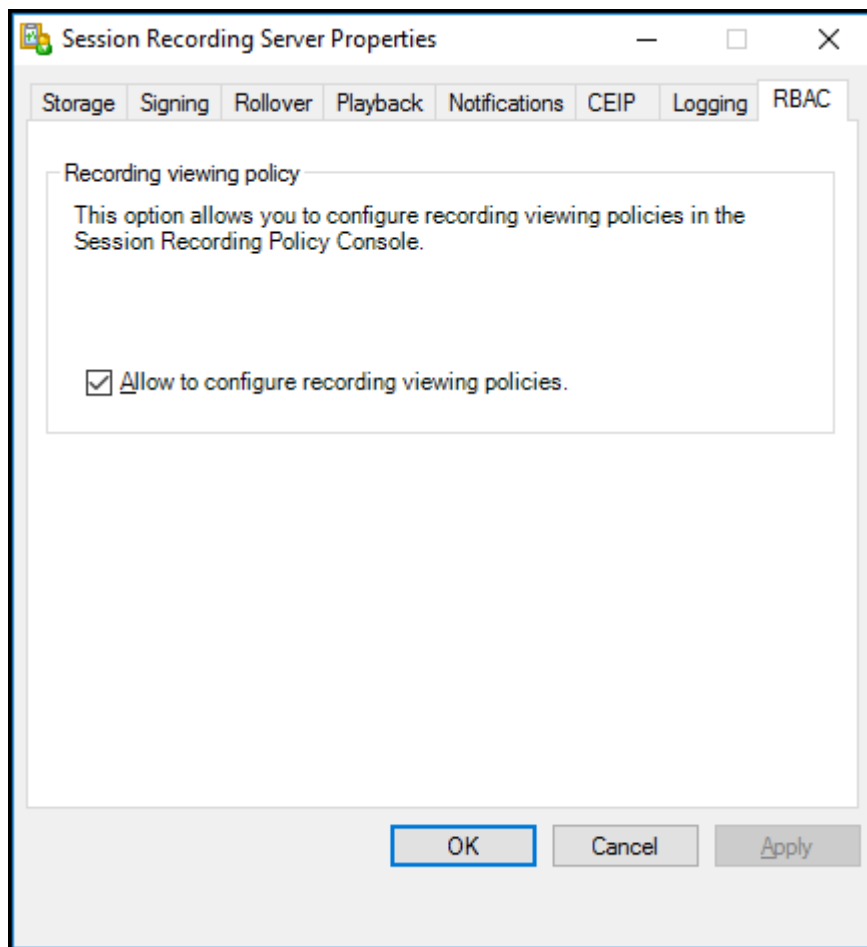 Session Recording Server Properties
Storage Signing Rollover Playback Notifications CEIP Logging RBAC
Recording viewing policy
This option allows you to configure recording viewing policies in the
Session Recording Policy Console.
Allow to configure recording viewing policies.
OK Cancel Apply